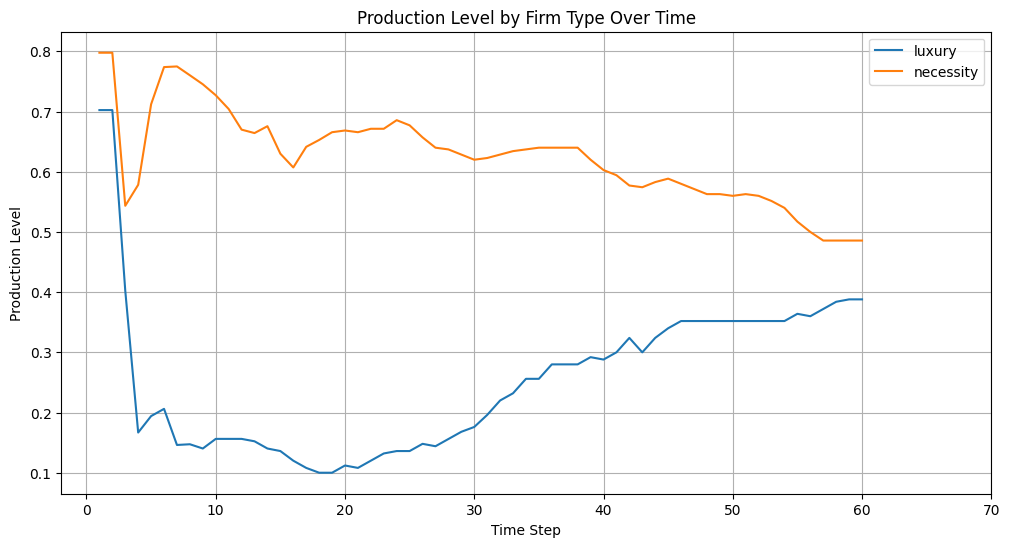 Production Level by Firm Type Over Time
luxury
necessity
Production Level
0.8
0.7
0.6
0.5
0.4
0.3
0.2
0.1
0 10 20 30 40 50 60 70
Time Step